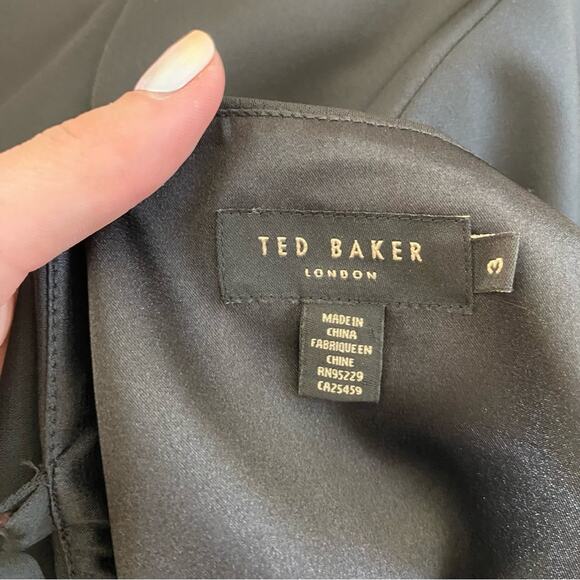 TED BAKER
LONDON
3
MADE IN
CHINA
FABRIQUE EN
CHINE
RN95229
CA25459